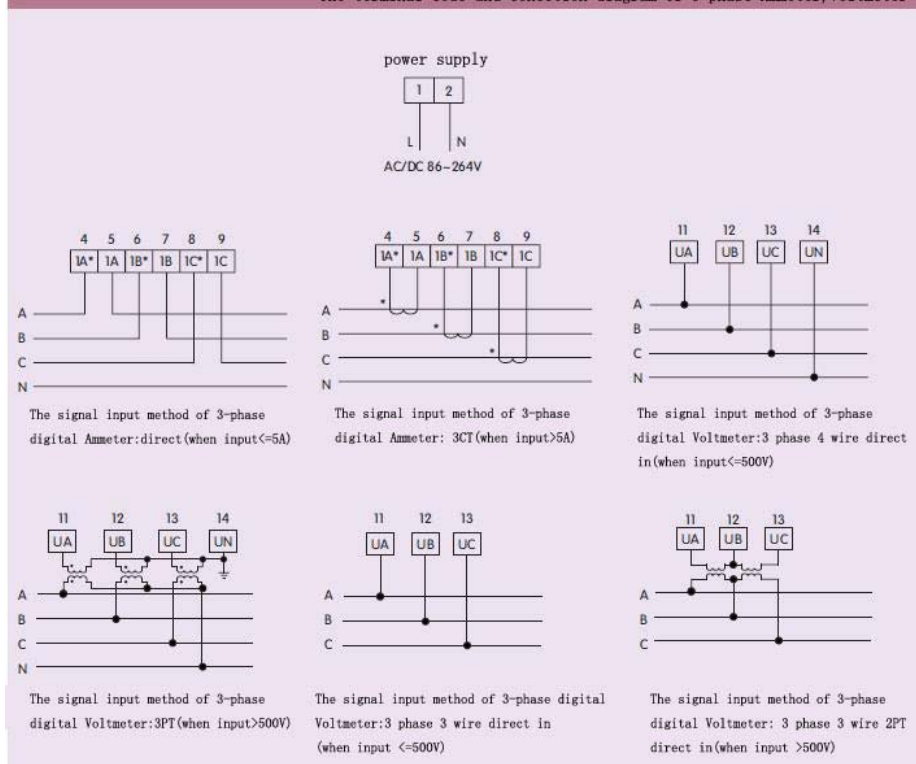 power supply
1 2
L N
AC/DC 86~264V
4 5 6 7 8 9
1A* 1A 1B* 1B 1C* 1C
A
B
C
N
The signal input method of 3-phase
digital Ammeter:direct(when input<=5A)
4 5 6 7 8 9
1A* 1A 1B* 1B 1C* 1C
* A
* B
* C
N
The signal input method of 3-phase
digital Ammeter: 3CT(when input>5A)
11 12 13 14
UA UB UC UN
A
B
C
N
The signal input method of 3-phase
digital Voltmeter:3 phase 4 wire direct
in(when input<=500V)
11 12 13 14
UA UB UC UN
A
B
C
N
The signal input method of 3-phase
digital Voltmeter:3PT(when input>500V)
11 12 13
UA UB UC
A
B
C
The signal input method of 3-phase digital
Voltmeter:3 phase 3 wire direct in
(when input <=500V)
11 12 13
UA UB UC
A
B
C
The signal input method of 3-phase
digital Voltmeter: 3 phase 3 wire 2PT
direct in(when input >500V)